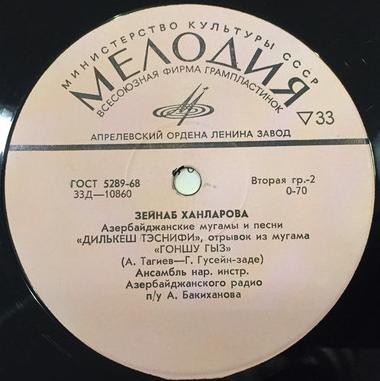 МИНИСТЕРСТВО КУЛЬТУРЫ СССР
МЕЛОДИЯ
ВСЕСОЮЗНАЯ ФИРМА ГРАМПЛАСТИНОК
▽33
АПРЕЛЕВСКИЙ ОРДЕНА ЛЕНИНА ЗАВОД
ГОСТ 5289-68
33Д—10860
Вторая гр.-2
0-70
ЗЕЙНАБ ХАНЛАРОВА
Азербайджанские мугамы и песни
«ДИЛЬКЕШ ТЭСНИФИ», отрывок из мугама
«ГОНШУ ГЫЗ»
(А. Тагиев—Г. Гусейн-заде)
Ансамбль нар. инстр.
Азербайджанского радио
п/у А. Бакиханова